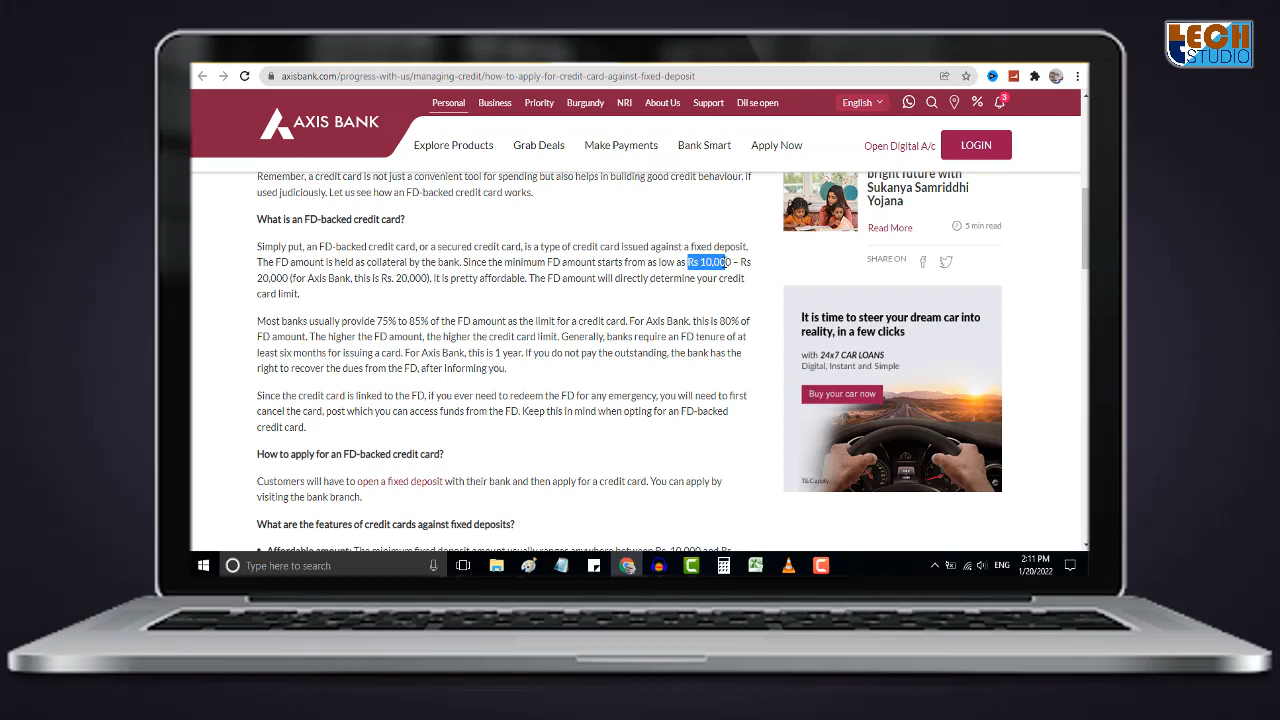 LECH
STUDIO
axisbank.com/progress-with-us/managing-credit/how-to-apply-for-credit-card-against-fixed-deposit
Personal Business Priority Burgundy NRI About Us Support Dil se open English 3
AXIS BANK
Explore Products Grab Deals Make Payments Bank Smart Apply Now Open Digital A/c LOGIN
Remember, a credit card is not just a convenient tool for spending but also helps in building good credit behaviour, if
used judiciously. Let us see how an FD-backed credit card works.
What is an FD-backed credit card?
Simply put, an FD-backed credit card, or a secured credit card, is a type of credit card issued against a fixed deposit.
The FD amount is held as collateral by the bank. Since the minimum FD amount starts from as low as Rs 10,000 – Rs
20,000 (for Axis Bank, this is Rs. 20,000), it is pretty affordable. The FD amount will directly determine your credit
card limit.
Most banks usually provide 75% to 85% of the FD amount as the limit for a credit card. For Axis Bank, this is 80% of
FD amount. The higher the FD amount, the higher the credit card limit. Generally, banks require an FD tenure of at
least six months for issuing a card. For Axis Bank, this is 1 year. If you do not pay the outstanding, the bank has the
right to recover the dues from the FD, after informing you.
Since the credit card is linked to the FD, if you ever need to redeem the FD for any emergency, you will need to first
cancel the card, post which you can access funds from the FD. Keep this in mind when opting for an FD-backed
credit card.
How to apply for an FD-backed credit card?
Customers will have to open a fixed deposit with their bank and then apply for a credit card. You can apply by
visiting the bank branch.
What are the features of credit cards against fixed deposits?
• Affordable amount: The minimum fixed deposit amount usually ranges anywhere between Rs. 10,000 and Rs
bright future with
Sukanya Samriddhi
Yojana
Read More 5 min read
SHARE ON
It is time to steer your dream car into
reality, in a few clicks
with 24x7 CAR LOANS
Digital, Instant and Simple
Buy your car now
T&C apply.
Type here to search
ENG
2:11 PM
1/20/2022